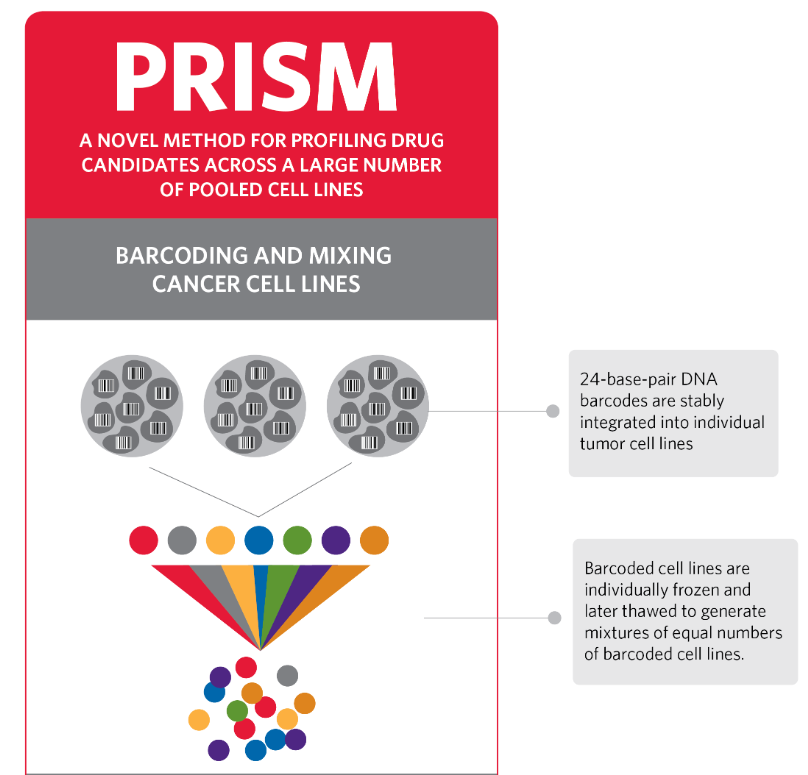 PRISM
A NOVEL METHOD FOR PROFILING DRUG
CANDIDATES ACROSS A LARGE NUMBER
OF POOLED CELL LINES
BARCODING AND MIXING
CANCER CELL LINES
24-base-pair DNA
barcodes are stably
integrated into individual
tumor cell lines
Barcoded cell lines are
individually frozen and
later thawed to generate
mixtures of equal numbers
of barcoded cell lines.